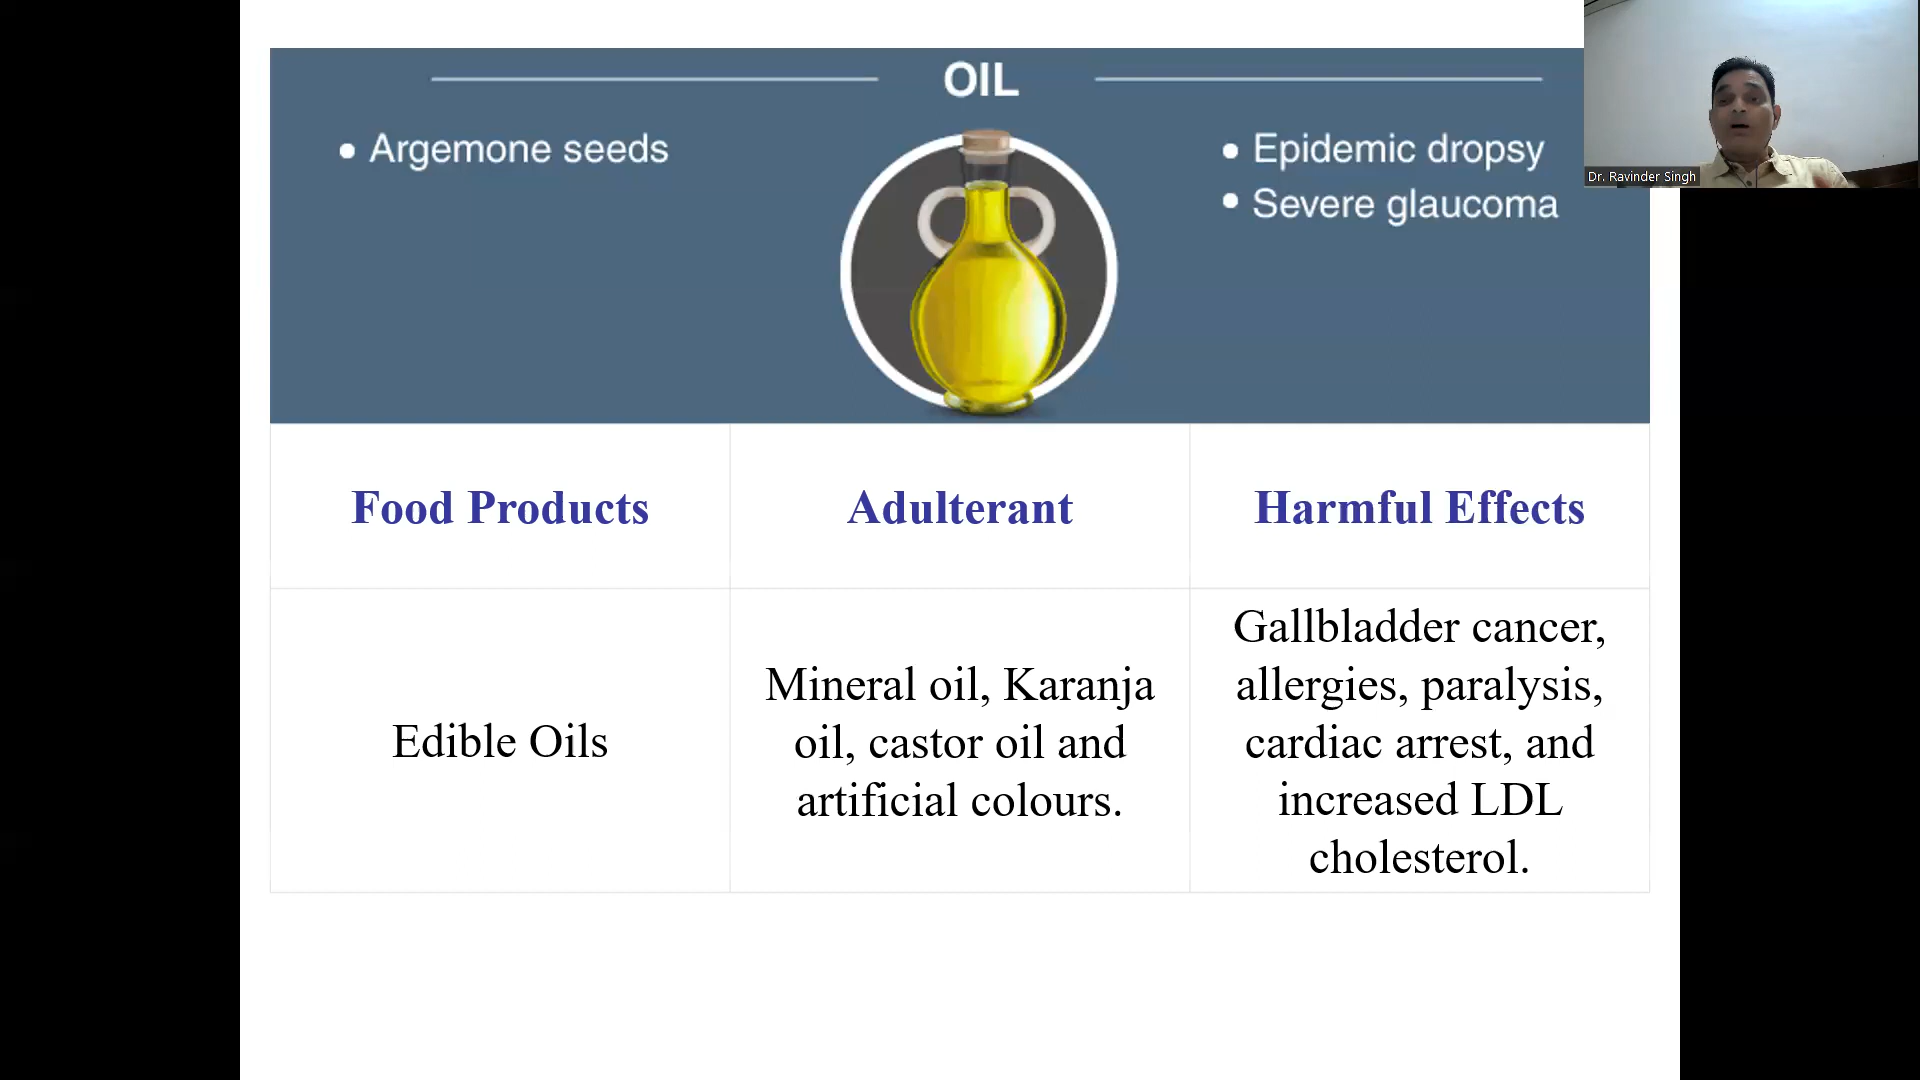 OIL
• Argemone seeds
• Epidemic dropsy
• Severe glaucoma
Dr. Ravinder Singh
Food Products
Adulterant
Harmful Effects
Edible Oils
Mineral oil, Karanja
oil, castor oil and
artificial colours.
Gallbladder cancer,
allergies, paralysis,
cardiac arrest, and
increased LDL
cholesterol.